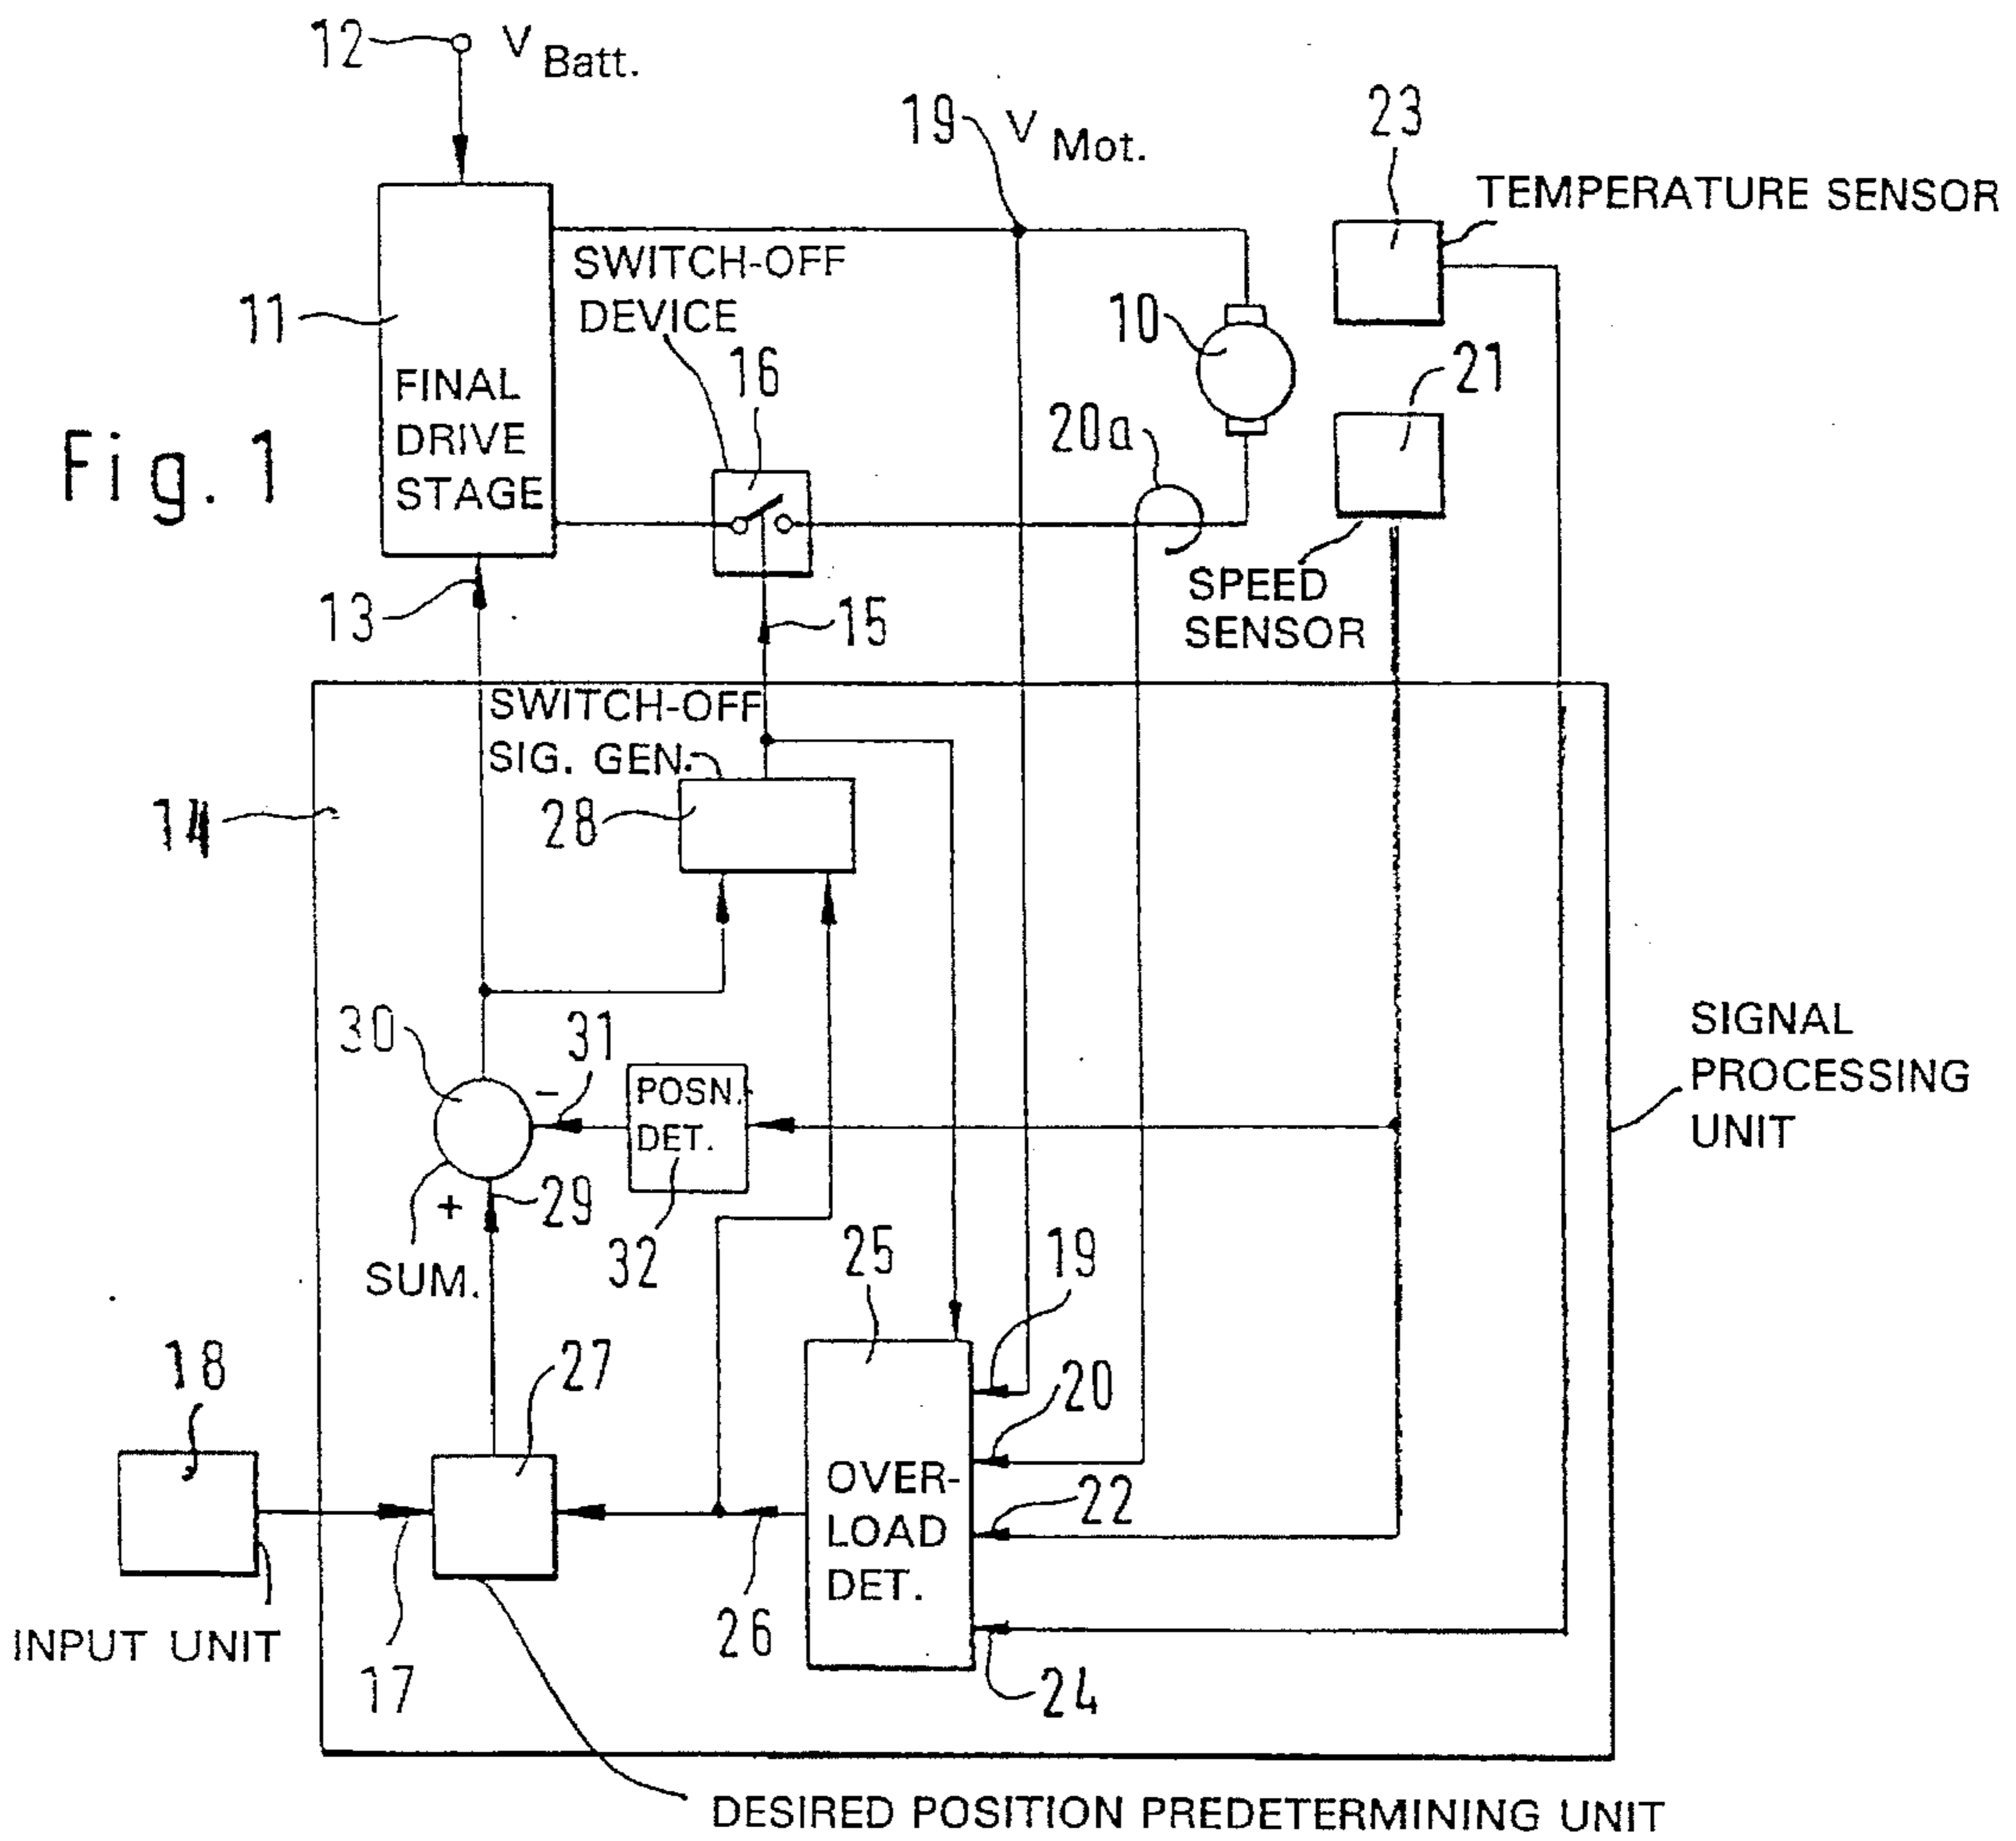 12
V Batt.
19
V Mot.
23
TEMPERATURE SENSOR
SWITCH-OFF
DEVICE
11
10
16
21
FINAL
DRIVE
STAGE
20a
Fig. 1
13
15
SPEED
SENSOR
SWITCH-OFF
SIG. GEN.
14
28
30
31
-
POSN.
DET.
SIGNAL
PROCESSING
UNIT
+
29
SUM.
32
25
19
18
27
20
OVER-
LOAD
DET.
22
26
INPUT UNIT
17
24
DESIRED POSITION PREDETERMINING UNIT